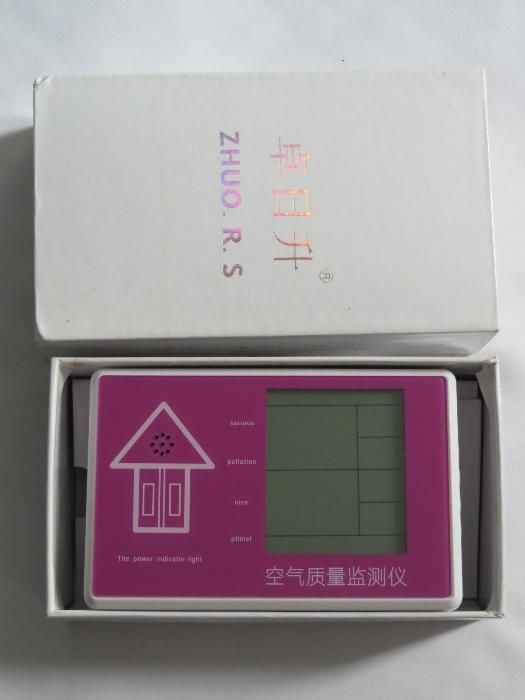 卓日升®
ZHUO.R.S
serious
pollution
nice
ptimal
The power indicator light
空气质量监测仪